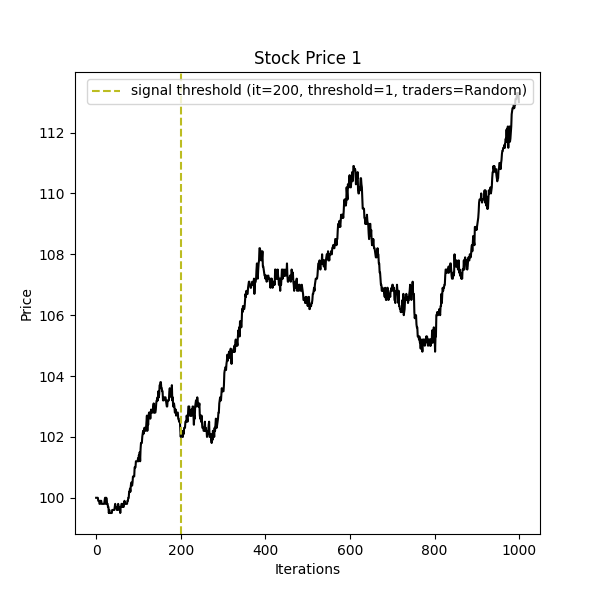 Stock Price 1
signal threshold (it=200, threshold=1, traders=Random)
112
110
108
106
104
102
100
Price
0 200 400 600 800 1000
Iterations